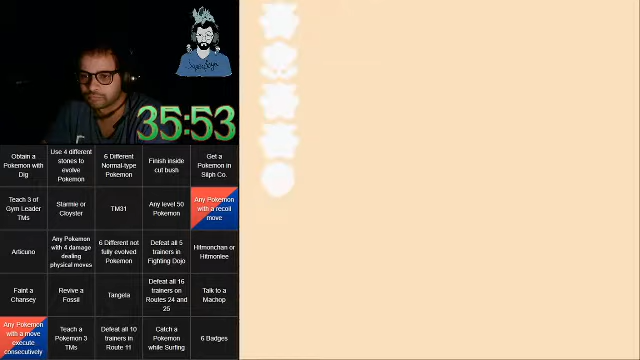 35:53
Obtain a
Pokemon with
Dig
Use 4 different
stones to
evolve
Pokemon
6 Different
Normal-type
Pokemon
Finish inside
cut bush
Get a
Pokemon in
Silph Co.
Teach 3 of
Gym Leader
TMs
Starmie or
Cloyster
TM31
Any level 50
Pokemon
Any Pokemon
with a recoil
move
Articuno
Any Pokemon
with 4 damage
dealing
physical moves
6 Different not
fully evolved
Pokemon
Defeat all 5
trainers in
Fighting Dojo
Hitmonchan or
Hitmonlee
Faint a
Chansey
Revive a
Fossil
Tangela
Defeat all 16
trainers on
Routes 24 and
25
Talk to a
Machop
Any Pokemon
with a move
execute
consecutively
Teach a
Pokemon 3
TMs
Defeat all 10
trainers in
Route 11
Catch a
Pokemon
while Surfing
6 Badges